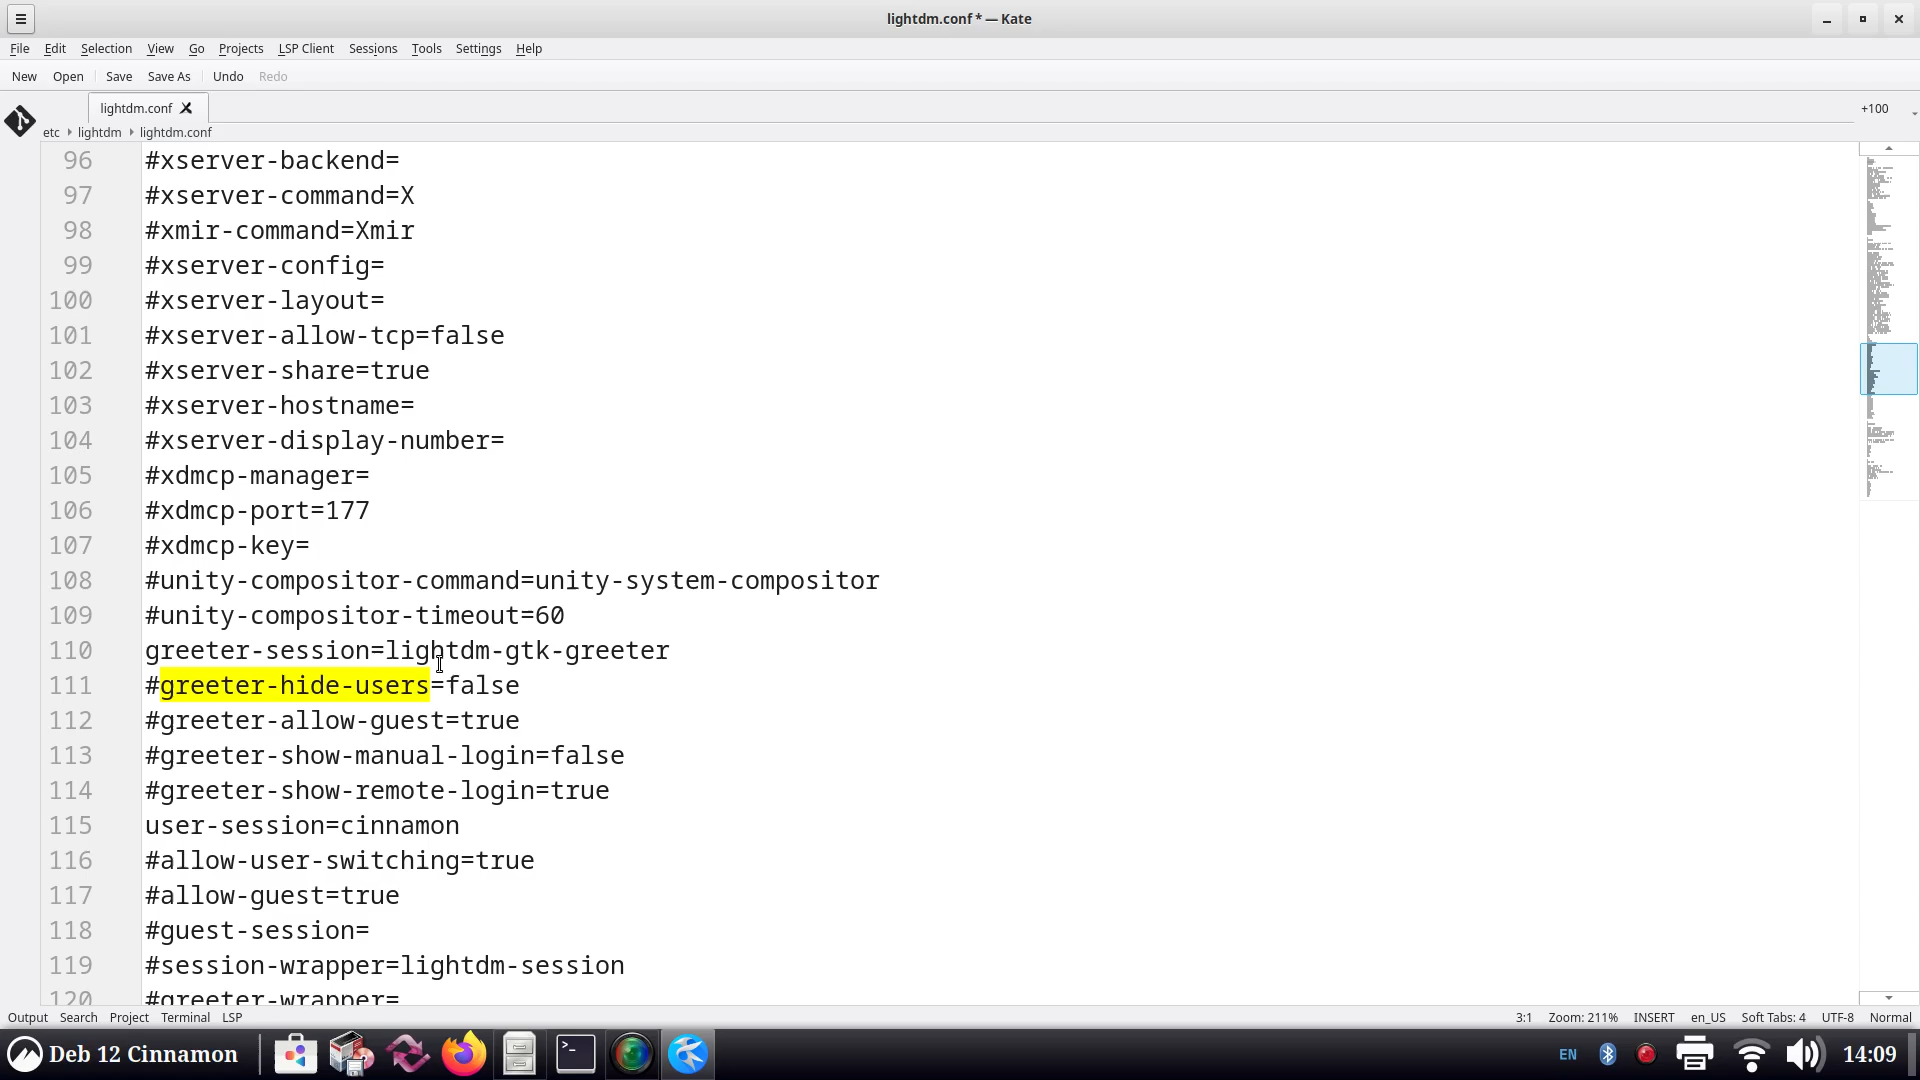 lightdm.conf * — Kate
File Edit Selection View Go Projects LSP Client Sessions Tools Settings Help
New Open Save Save As Undo Redo
lightdm.conf
+100
etc lightdm lightdm.conf
96 #xserver-backend=
97 #xserver-command=X
98 #xmir-command=Xmir
99 #xserver-config=
100 #xserver-layout=
101 #xserver-allow-tcp=false
102 #xserver-share=true
103 #xserver-hostname=
104 #xserver-display-number=
105 #xdmcp-manager=
106 #xdmcp-port=177
107 #xdmcp-key=
108 #unity-compositor-command=unity-system-compositor
109 #unity-compositor-timeout=60
110 greeter-session=lightdm-gtk-greeter
111 #greeter-hide-users=false
112 #greeter-allow-guest=true
113 #greeter-show-manual-login=false
114 #greeter-show-remote-login=true
115 user-session=cinnamon
116 #allow-user-switching=true
117 #allow-guest=true
118 #guest-session=
119 #session-wrapper=lightdm-session
120 #greeter-wrapper=
Output Search Project Terminal LSP 3:1 Zoom: 211% INSERT en_US Soft Tabs: 4 UTF-8 Normal
Deb 12 Cinnamon EN 14:09